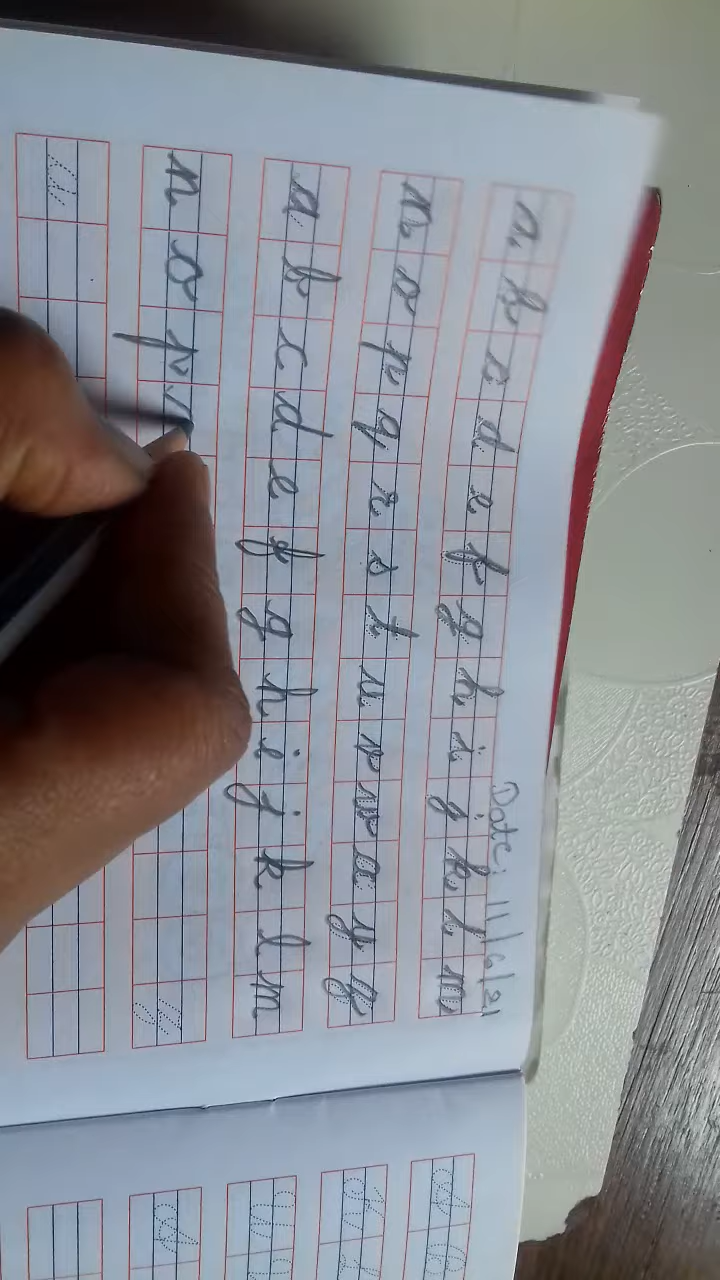 Date: 11/6/21
a b c d e f g h i j k l m
n o p q r s t u v w x y z
a b c d e f g h i j k l m
n o p z
a